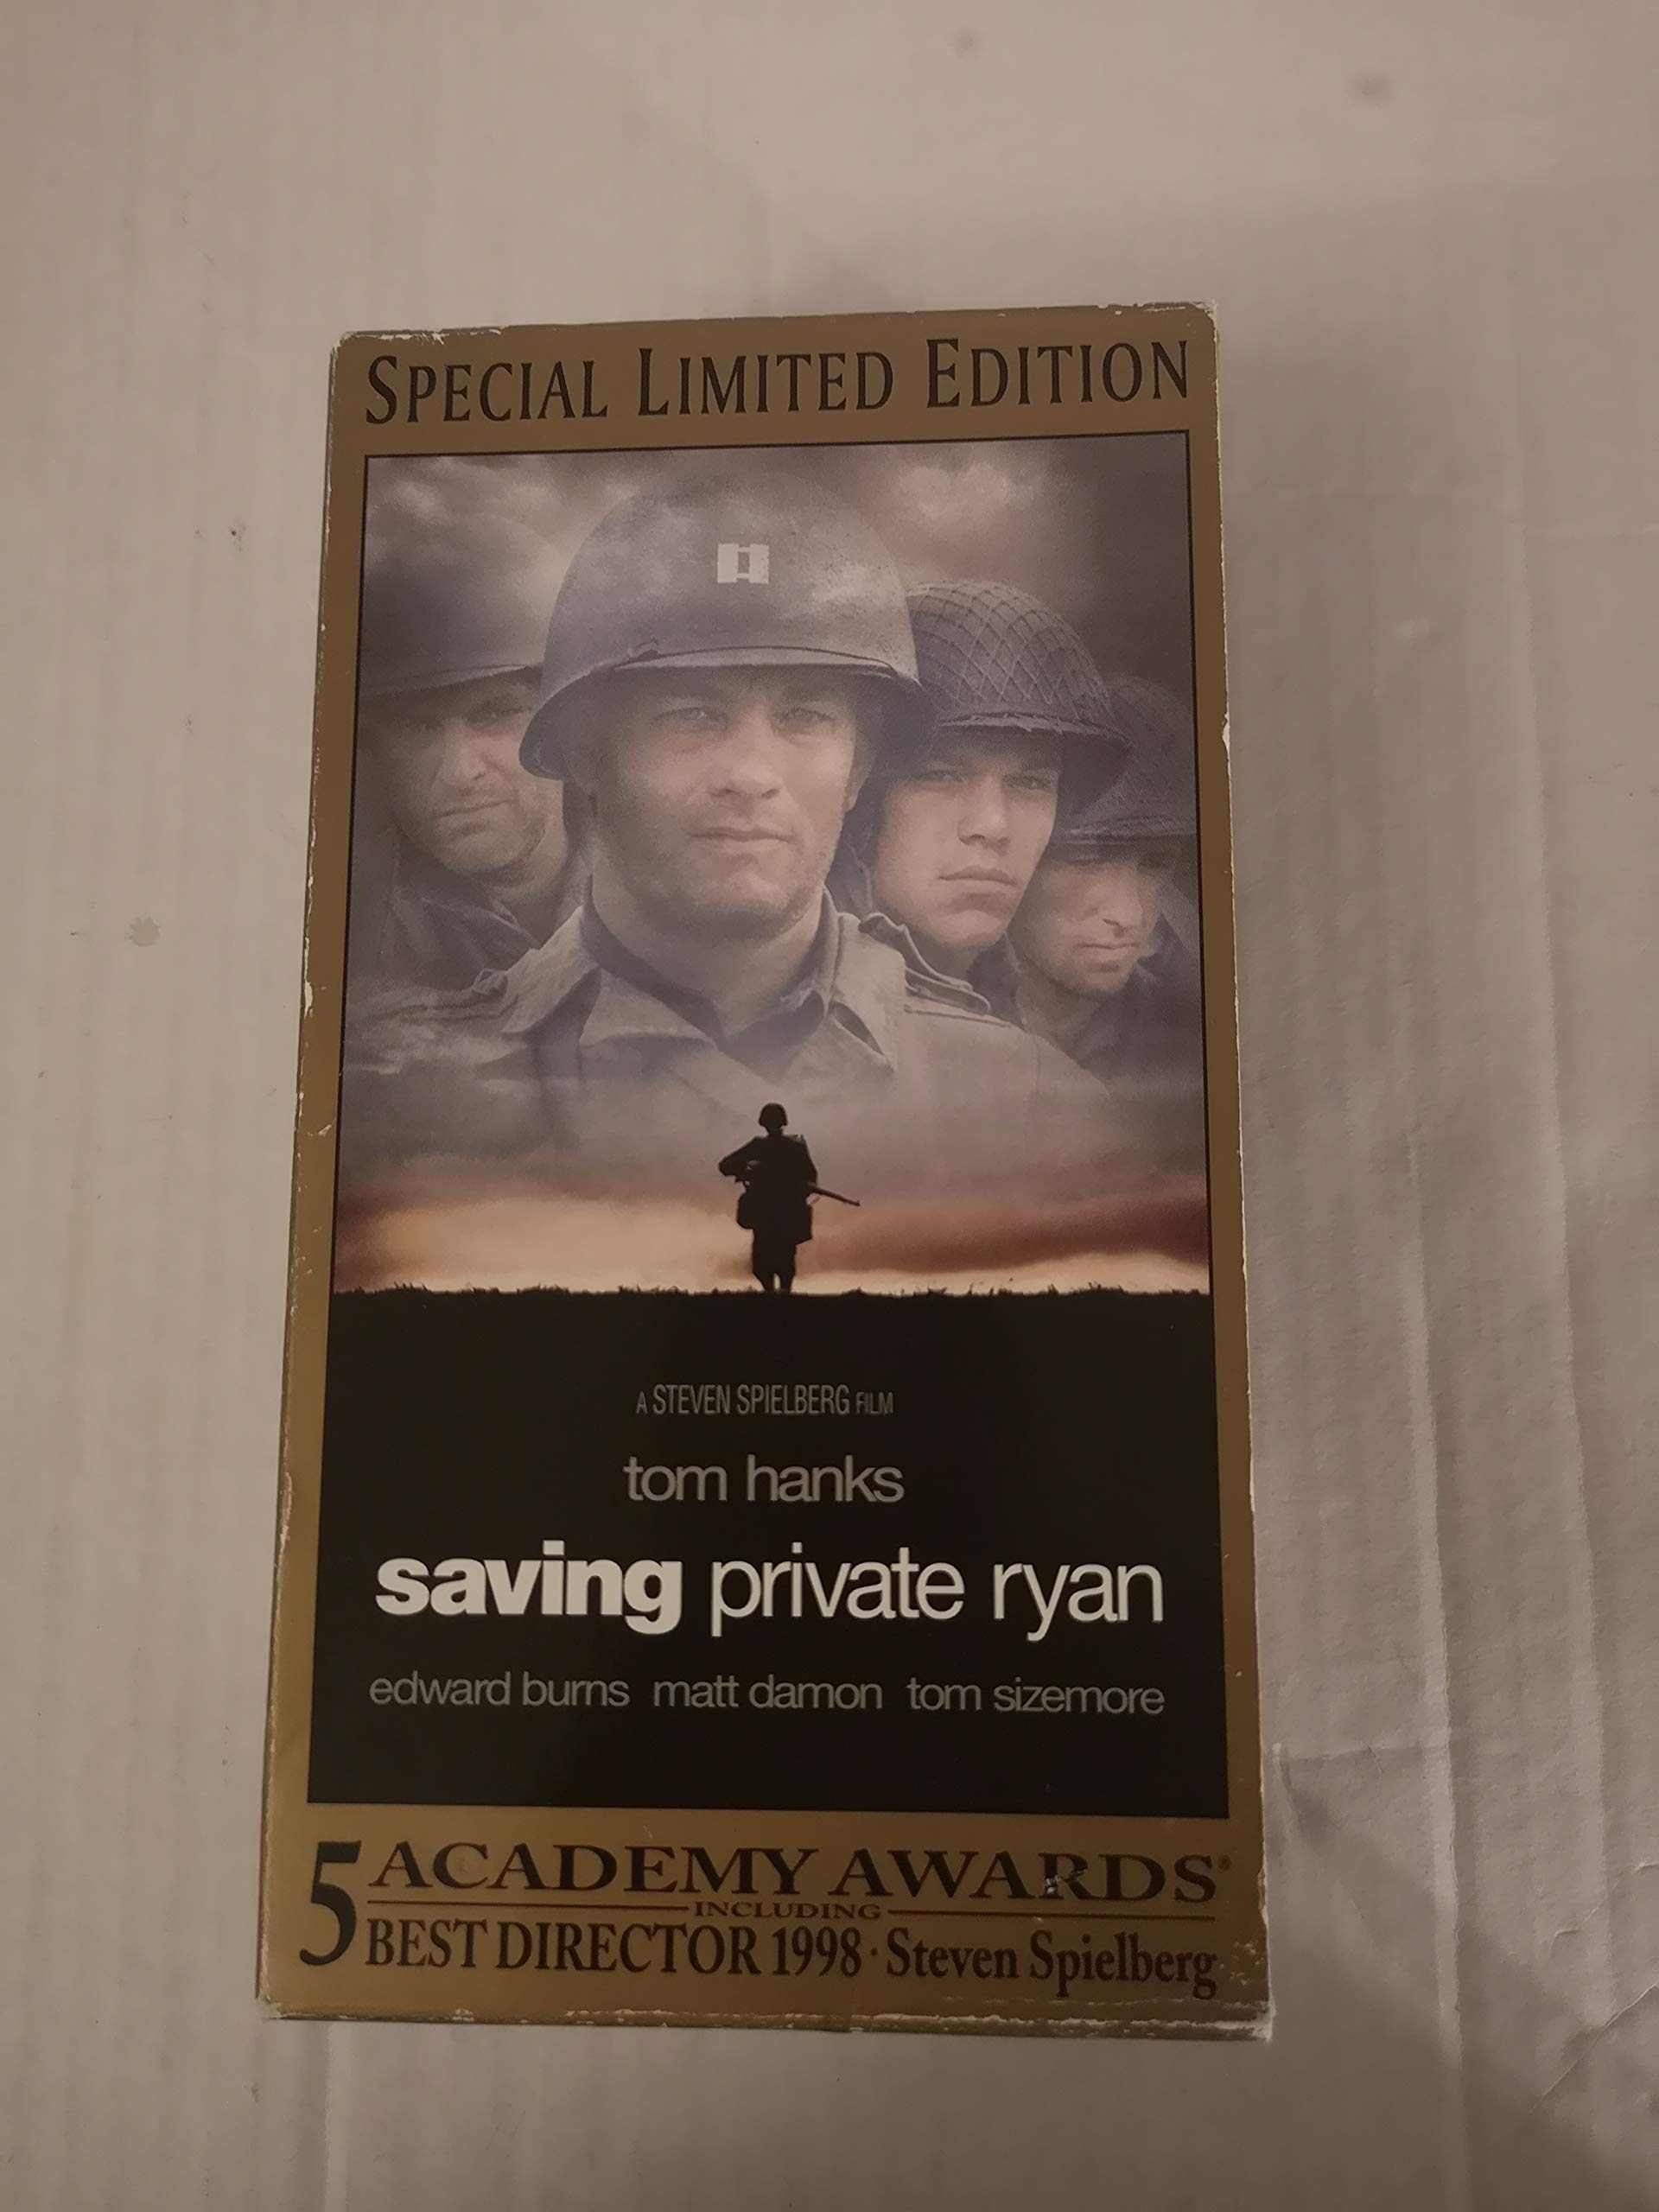 SPECIAL LIMITED EDITION
A STEVEN SPIELBERG FILM
tom hanks
saving private ryan
edward burns matt damon tom sizemore
5 ACADEMY AWARDS®
INCLUDING
BEST DIRECTOR 1998 · Steven Spielberg